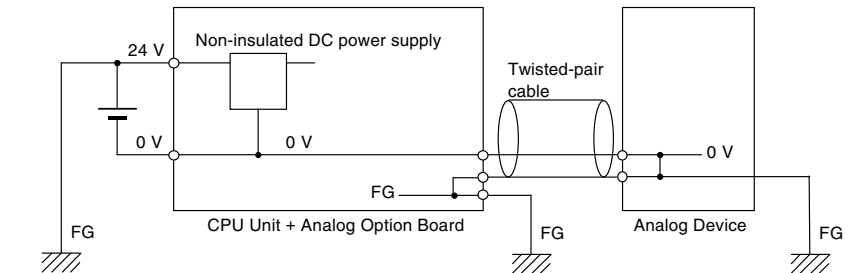 Non-insulated DC power supply
24 V
Twisted-pair
cable
0 V
0 V
0 V
FG
CPU Unit + Analog Option Board
Analog Device
FG
FG
FG